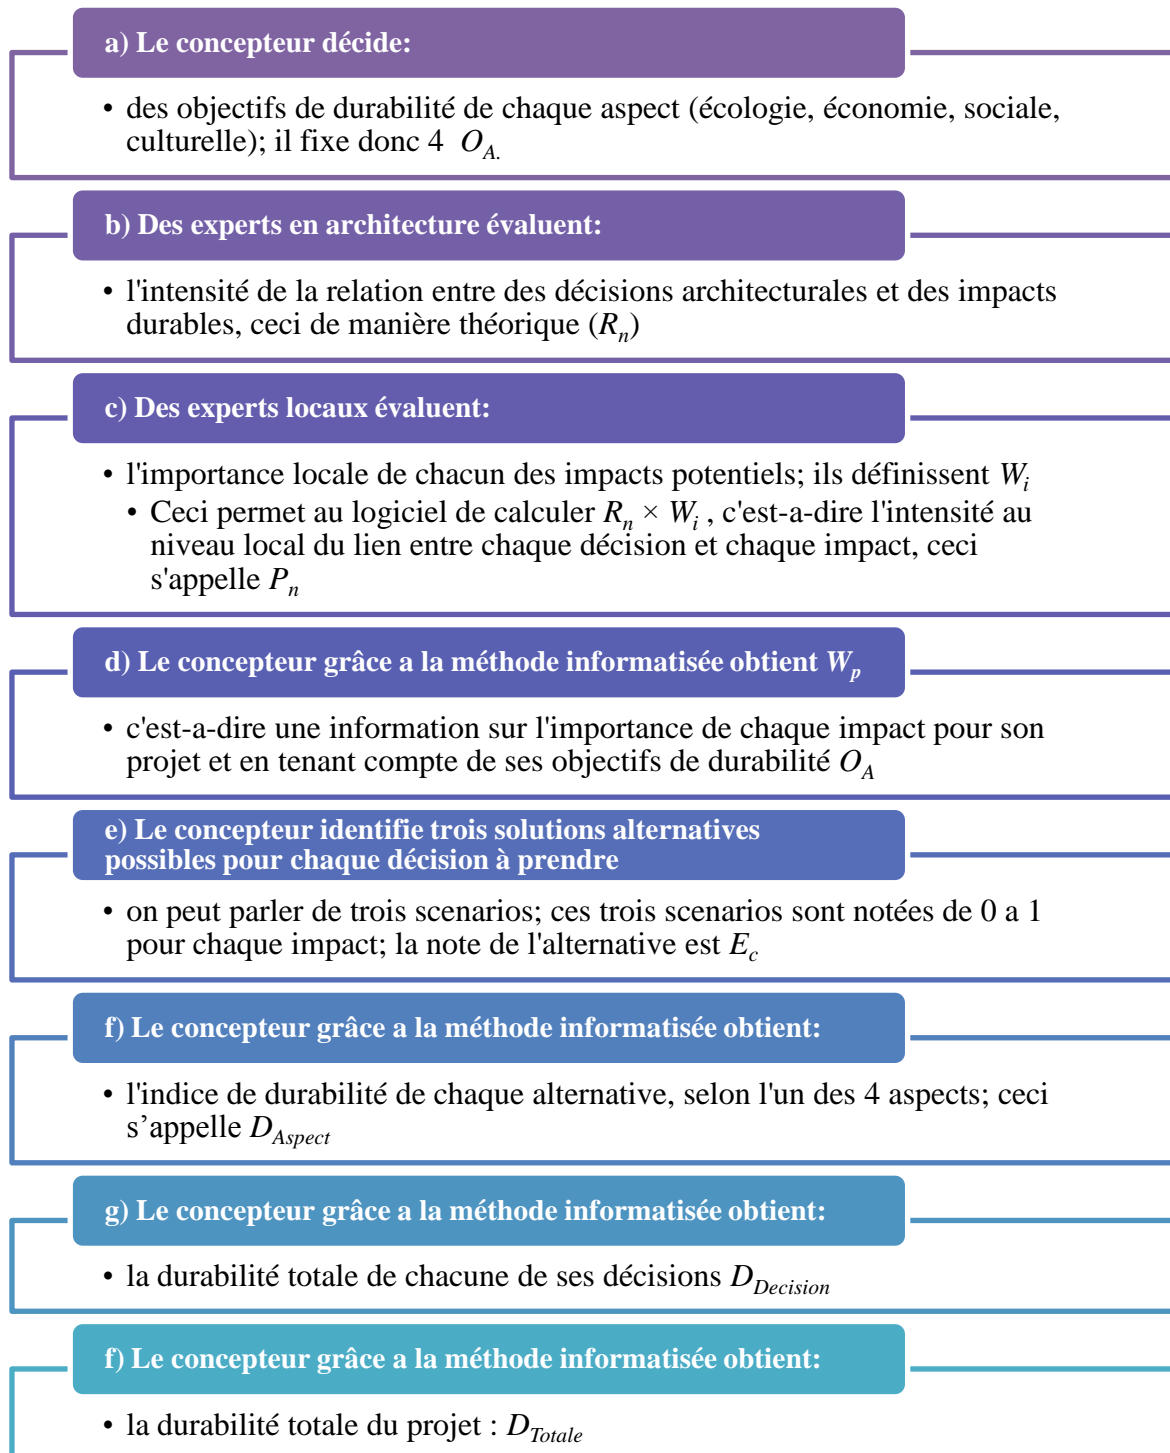 a) Le concepteur décide:
• des objectifs de durabilité de chaque aspect (écologie, économie, sociale,
culturelle); il fixe donc 4 O_A.
b) Des experts en architecture évaluent:
• l'intensité de la relation entre des décisions architecturales et des impacts
durables, ceci de manière théorique (R_n)
c) Des experts locaux évaluent:
• l'importance locale de chacun des impacts potentiels; ils définissent W_i
• Ceci permet au logiciel de calculer R_n × W_i , c'est-a-dire l'intensité au
niveau local du lien entre chaque décision et chaque impact, ceci
s'appelle P_n
d) Le concepteur grâce a la méthode informatisée obtient W_p
• c'est-a-dire une information sur l'importance de chaque impact pour son
projet et en tenant compte de ses objectifs de durabilité O_A
e) Le concepteur identifie trois solutions alternatives
possibles pour chaque décision à prendre
• on peut parler de trois scenarios; ces trois scenarios sont notées de 0 a 1
pour chaque impact; la note de l'alternative est E_c
f) Le concepteur grâce a la méthode informatisée obtient:
• l'indice de durabilité de chaque alternative, selon l'un des 4 aspects; ceci
s’appelle D_Aspect
g) Le concepteur grâce a la méthode informatisée obtient:
• la durabilité totale de chacune de ses décisions D_Decision
f) Le concepteur grâce a la méthode informatisée obtient:
• la durabilité totale du projet : D_Totale